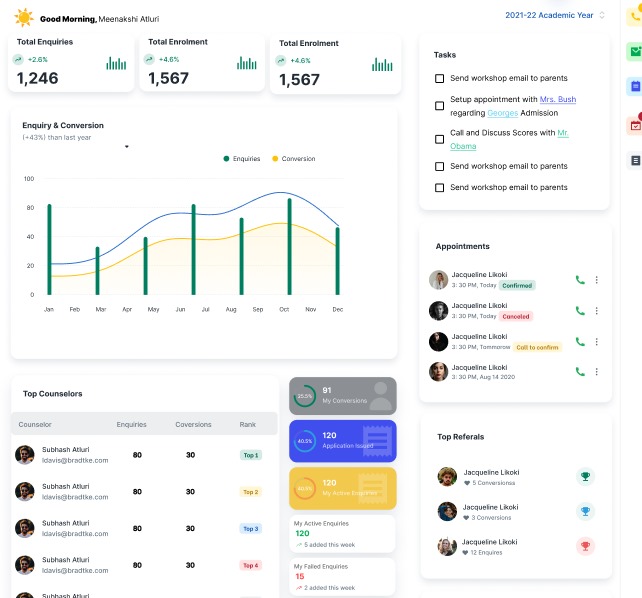 Good Morning, Meenakshi Atluri
2021-22 Academic Year
Total Enquiries
+2.6%
1,246
Total Enrolment
+4.6%
1,567
Total Enrolment
+4.6%
1,567
Enquiry & Conversion
(+43%) than last year
Enquiries
Conversion
100
80
40
20
0
Jan Feb Mar Apr May Jun Jul Aug Sep Oct Nov Dec
Tasks
Send workshop email to parents
Setup appointment with Mrs. Bush
regarding Georges Admission
Call and Discuss Scores with Mr.
Obama
Send workshop email to parents
Send workshop email to parents
Appointments
Jacqueline Likoki
3:30 PM, Today Confirmed
Jacqueline Likoki
3:30 PM, Today Canceled
Jacqueline Likoki
3:30 PM, Tommorow Call to confirm
Jacqueline Likoki
3:30 PM, Aug 14 2020
Top Counselors
Counselor Enquiries Coversions Rank
Subhash Atluri
ldavis@bradtke.com
80 30 Top 1
Subhash Atluri
ldavis@bradtke.com
80 30 Top 2
Subhash Atluri
ldavis@bradtke.com
80 30 Top 3
Subhash Atluri
ldavis@bradtke.com
80 30 Top 4
Subhash Atluri
91
My Conversions
40.5%
120
Application Issued
120
My Active Enquiries
My Active Enquiries
120
5 added this week
My Failed Enquiries
15
2 added this week
Top Referals
Jacqueline Likoki
5 Conversionss
Jacqueline Likoki
3 Conversions
Jacqueline Likoki
12 Enquires